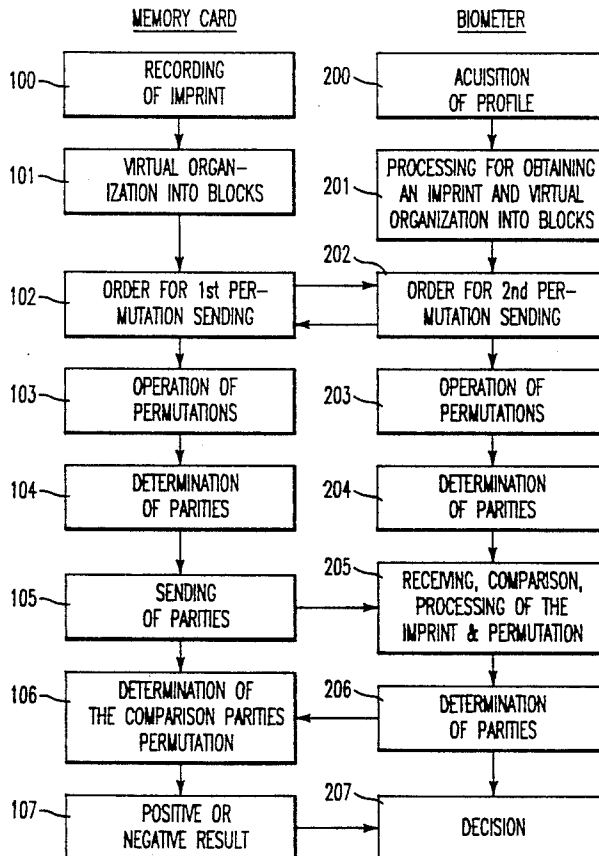 MEMORY CARD
BIOMETER
100
RECORDING
OF IMPRINT
200
ACUISITION
OF PROFILE
101
VIRTUAL ORGAN-
IZATION INTO BLOCKS
201
PROCESSING FOR OBTAINING
AN IMPRINT AND VIRTUAL
ORGANIZATION INTO BLOCKS
102
ORDER FOR 1st PER-
MUTATION SENDING
202
ORDER FOR 2nd PER-
MUTATION SENDING
103
OPERATION OF
PERMUTATIONS
203
OPERATION OF
PERMUTATIONS
104
DETERMINATION
OF PARITIES
204
DETERMINATION
OF PARITIES
105
SENDING
OF PARITIES
205
RECEIVING, COMPARISON,
PROCESSING OF THE
IMPRINT & PERMUTATION
106
DETERMINATION OF
THE COMPARISON PARITIES
PERMUTATION
206
DETERMINATION
OF PARITIES
107
POSITIVE OR
NEGATIVE RESULT
207
DECISION